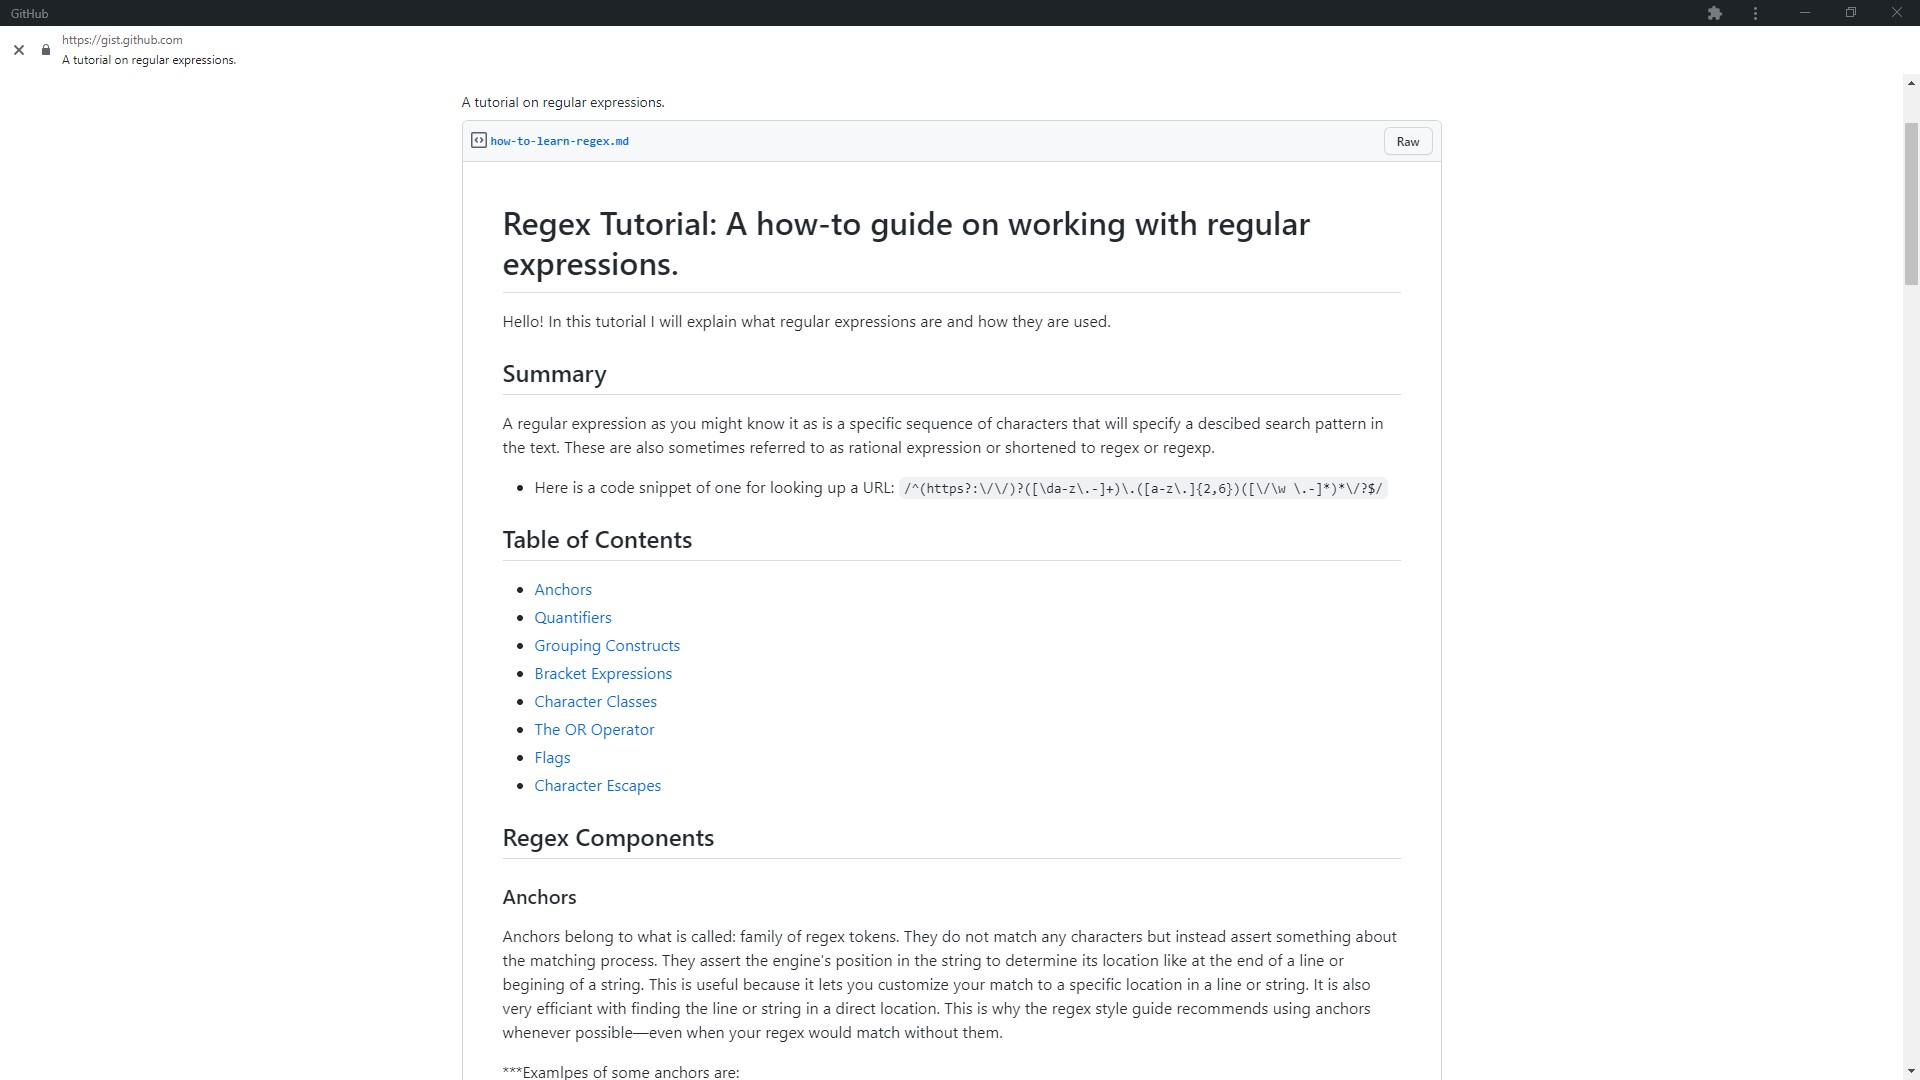 GitHub
https://gist.github.com
A tutorial on regular expressions.
A tutorial on regular expressions.
how-to-learn-regex.md
Raw
Regex Tutorial: A how-to guide on working with regular
expressions.
Hello! In this tutorial I will explain what regular expressions are and how they are used.
Summary
A regular expression as you might know it as is a specific sequence of characters that will specify a descibed search pattern in
the text. These are also sometimes referred to as rational expression or shortened to regex or regexp.
Here is a code snippet of one for looking up a URL: /^(https?:\/\/)?([\da-z\.-]+)\.([a-z\.]{2,6})([\/\w \.-]*)*\/?$/
Table of Contents
Anchors
Quantifiers
Grouping Constructs
Bracket Expressions
Character Classes
The OR Operator
Flags
Character Escapes
Regex Components
Anchors
Anchors belong to what is called: family of regex tokens. They do not match any characters but instead assert something about
the matching process. They assert the engine's position in the string to determine its location like at the end of a line or
begining of a string. This is useful because it lets you customize your match to a specific location in a line or string. It is also
very efficiant with finding the line or string in a direct location. This is why the regex style guide recommends using anchors
whenever possible—even when your regex would match without them.
***Examlpes of some anchors are: